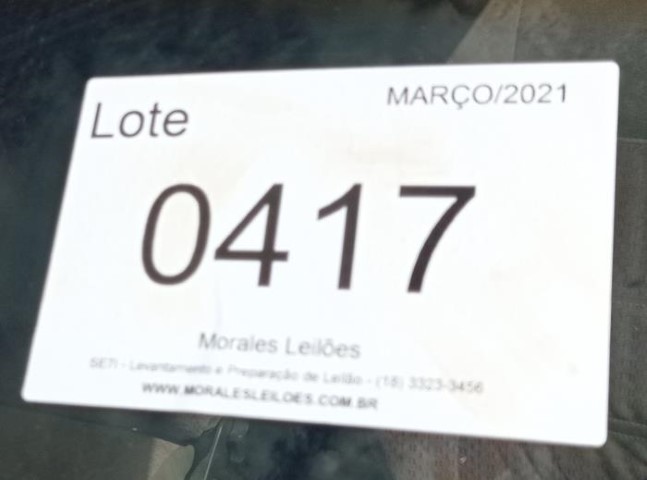 MARÇO/2021
Lote
0417
Morales Leilões
SETI - Levantamento e Preparação de Leilão - (18) 3323-3456
WWW.MORALESLEILOES.COM.BR